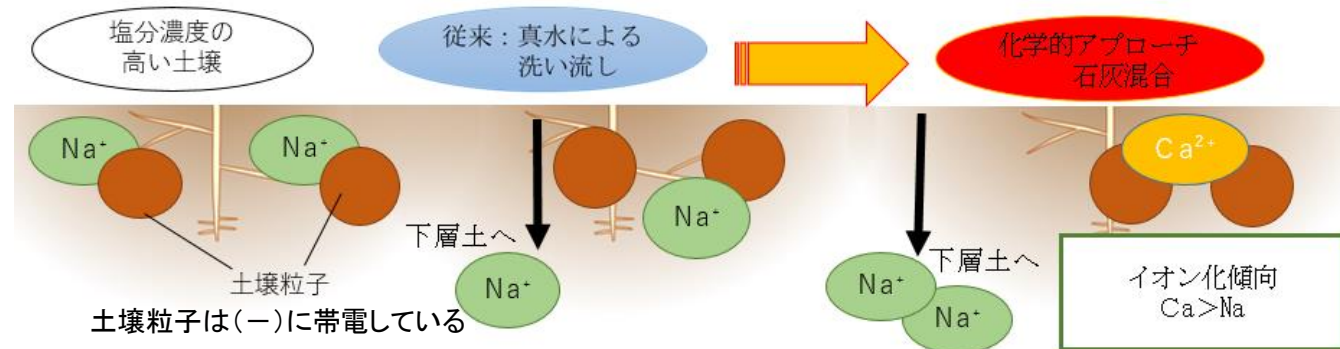 塩分濃度の
高い土壌
従来：真水による
洗い流し
化学的アプローチ
石灰混合
Na⁺
Na⁺
土壌粒子
土壌粒子は(－)に帯電している
Na⁺
下層土へ
Na⁺
Ca²⁺
下層土へ
Na⁺
Na⁺
イオン化傾向
Ca>Na